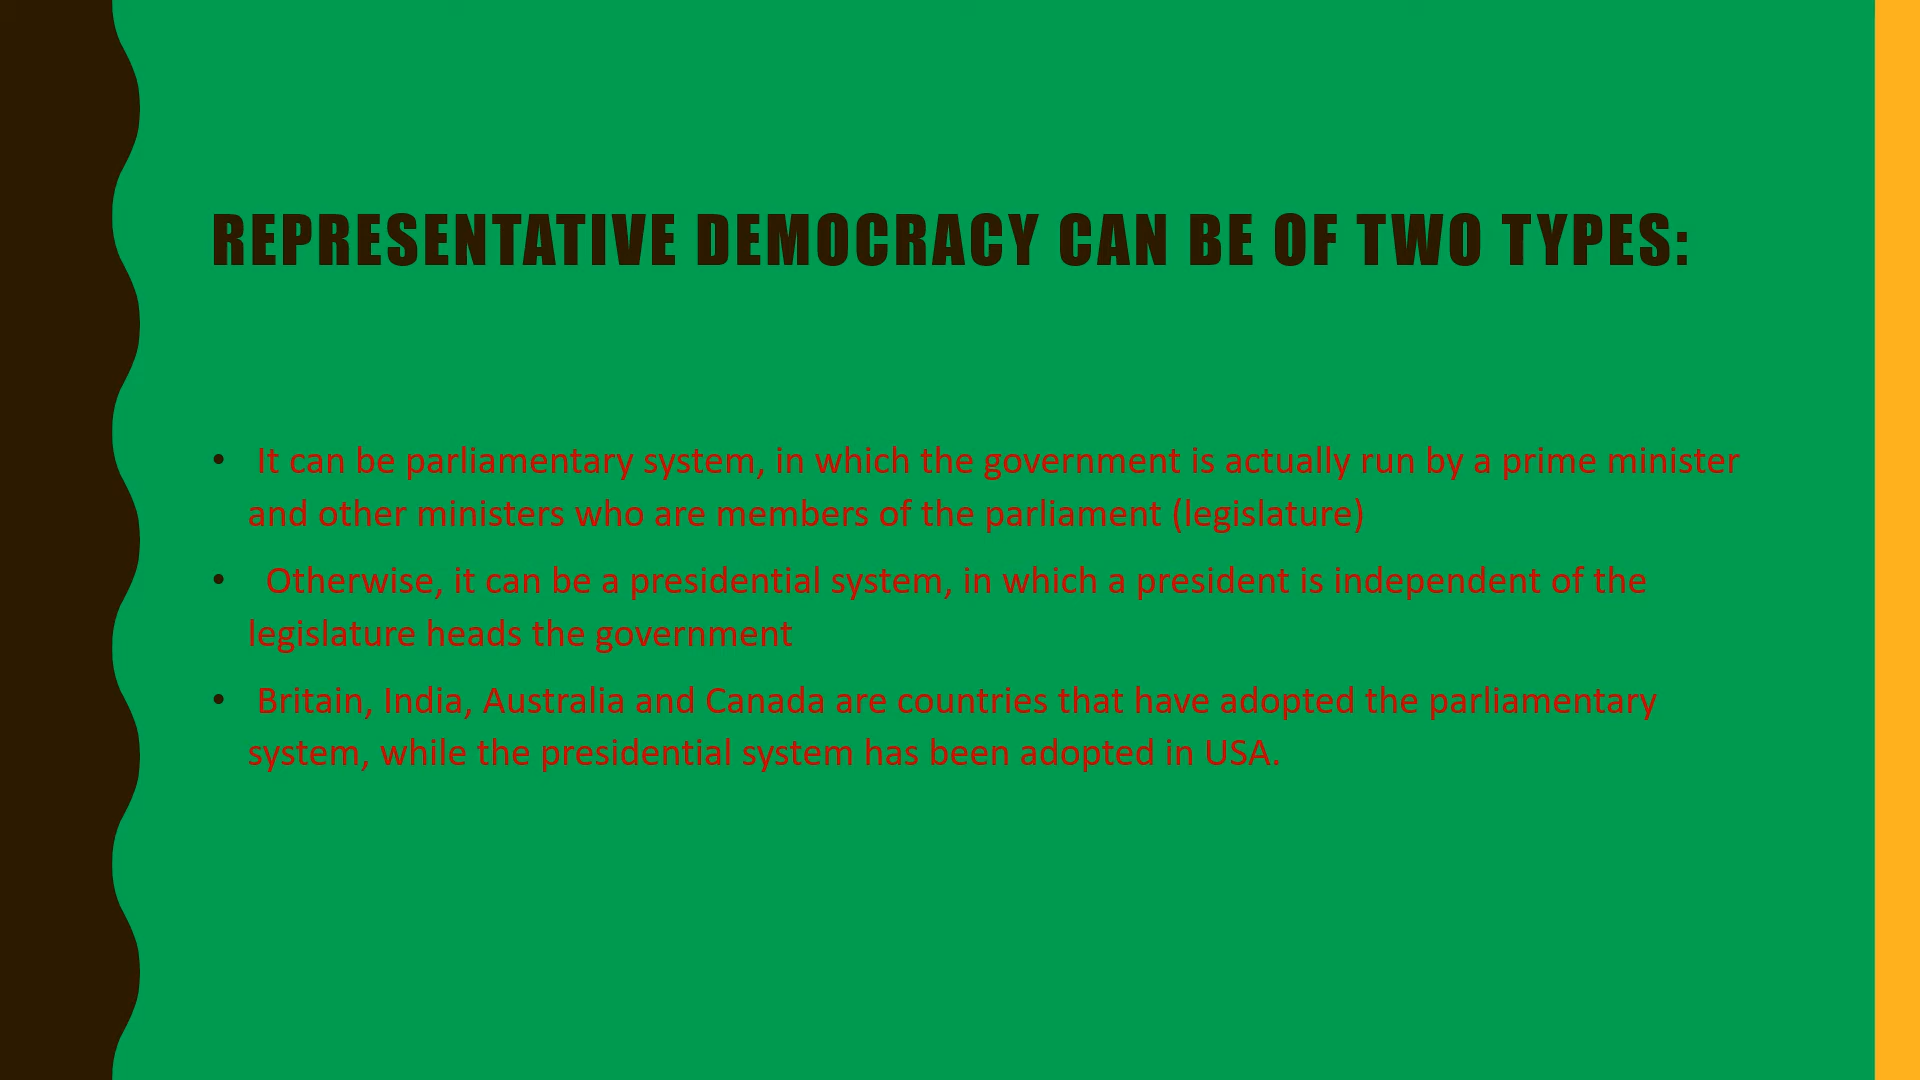 REPRESENTATIVE DEMOCRACY CAN BE OF TWO TYPES:
• It can be parliamentary system, in which the government is actually run by a prime minister
and other ministers who are members of the parliament (legislature)
• Otherwise, it can be a presidential system, in which a president is independent of the
legislature heads the government
• Britain, India, Australia and Canada are countries that have adopted the parliamentary
system, while the presidential system has been adopted in USA.